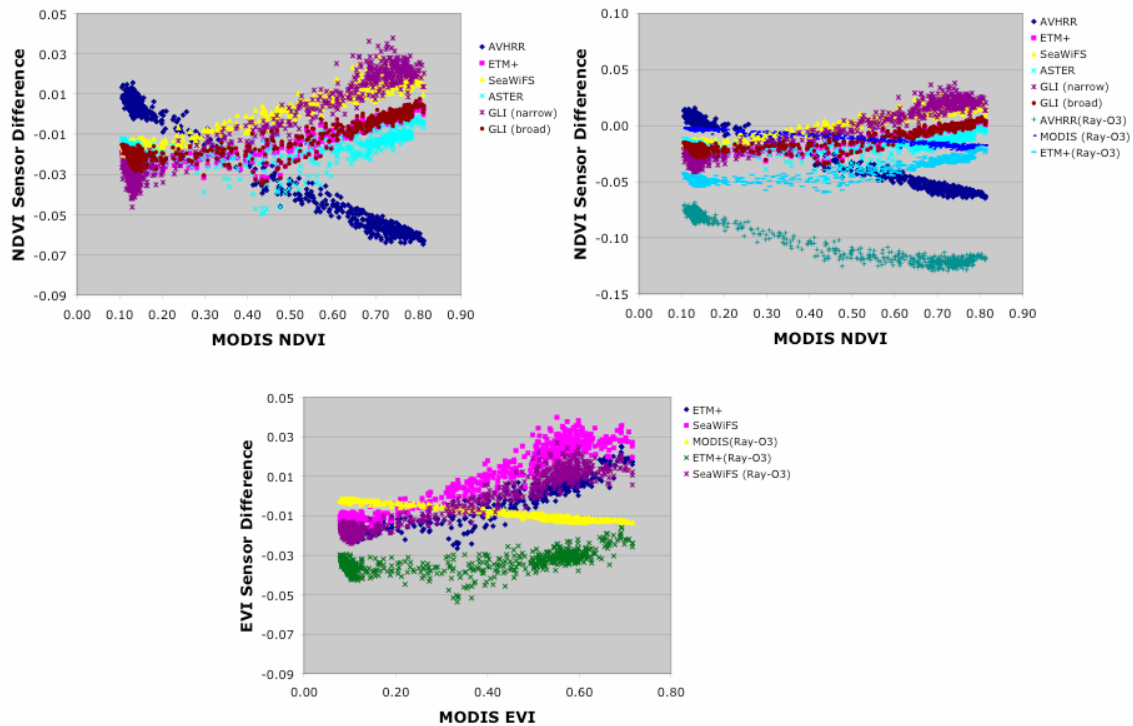 0.05
0.03
0.01
-0.01
-0.03
-0.05
-0.07
-0.09
NDVI Sensor Difference
0.00 0.10 0.20 0.30 0.40 0.50 0.60 0.70 0.80 0.90
MODIS NDVI
AVHRR
ETM+
SeaWiFS
ASTER
GLI (narrow)
GLI (broad)
0.10
0.05
0.00
-0.05
-0.10
-0.15
NDVI Sensor Difference
0.00 0.10 0.20 0.30 0.40 0.50 0.60 0.70 0.80 0.90
MODIS NDVI
AVHRR
ETM+
SeaWiFS
ASTER
GLI (narrow)
GLI (broad)
AVHRR(Ray-O3)
MODIS (Ray-O3)
ETM+(Ray-O3)
0.05
0.03
0.01
-0.01
-0.03
-0.05
-0.07
-0.09
EVI Sensor Difference
0.00 0.20 0.40 0.60 0.80
MODIS EVI
ETM+
SeaWiFS
MODIS(Ray-O3)
ETM+(Ray-O3)
SeaWiFS (Ray-O3)